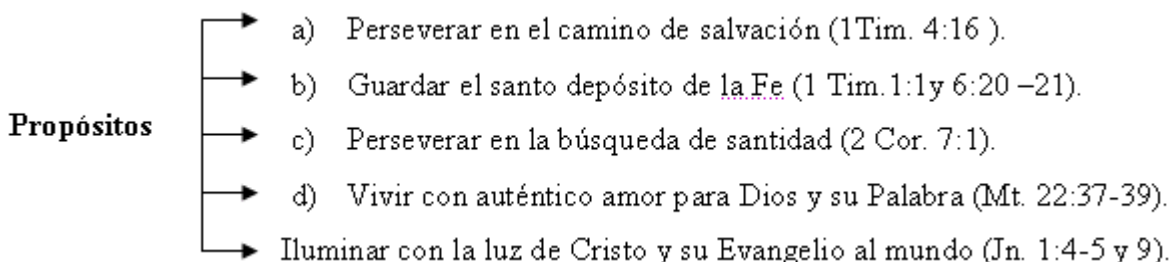 a) Perseverar en el camino de salvación (1Tim. 4:16 ).
b) Guardar el santo depósito de la Fe (1 Tim.1:1y 6:20 –21).
Propósitos
c) Perseverar en la búsqueda de santidad (2 Cor. 7:1).
d) Vivir con auténtico amor para Dios y su Palabra (Mt. 22:37-39).
Iluminar con la luz de Cristo y su Evangelio al mundo (Jn. 1:4-5 y 9).